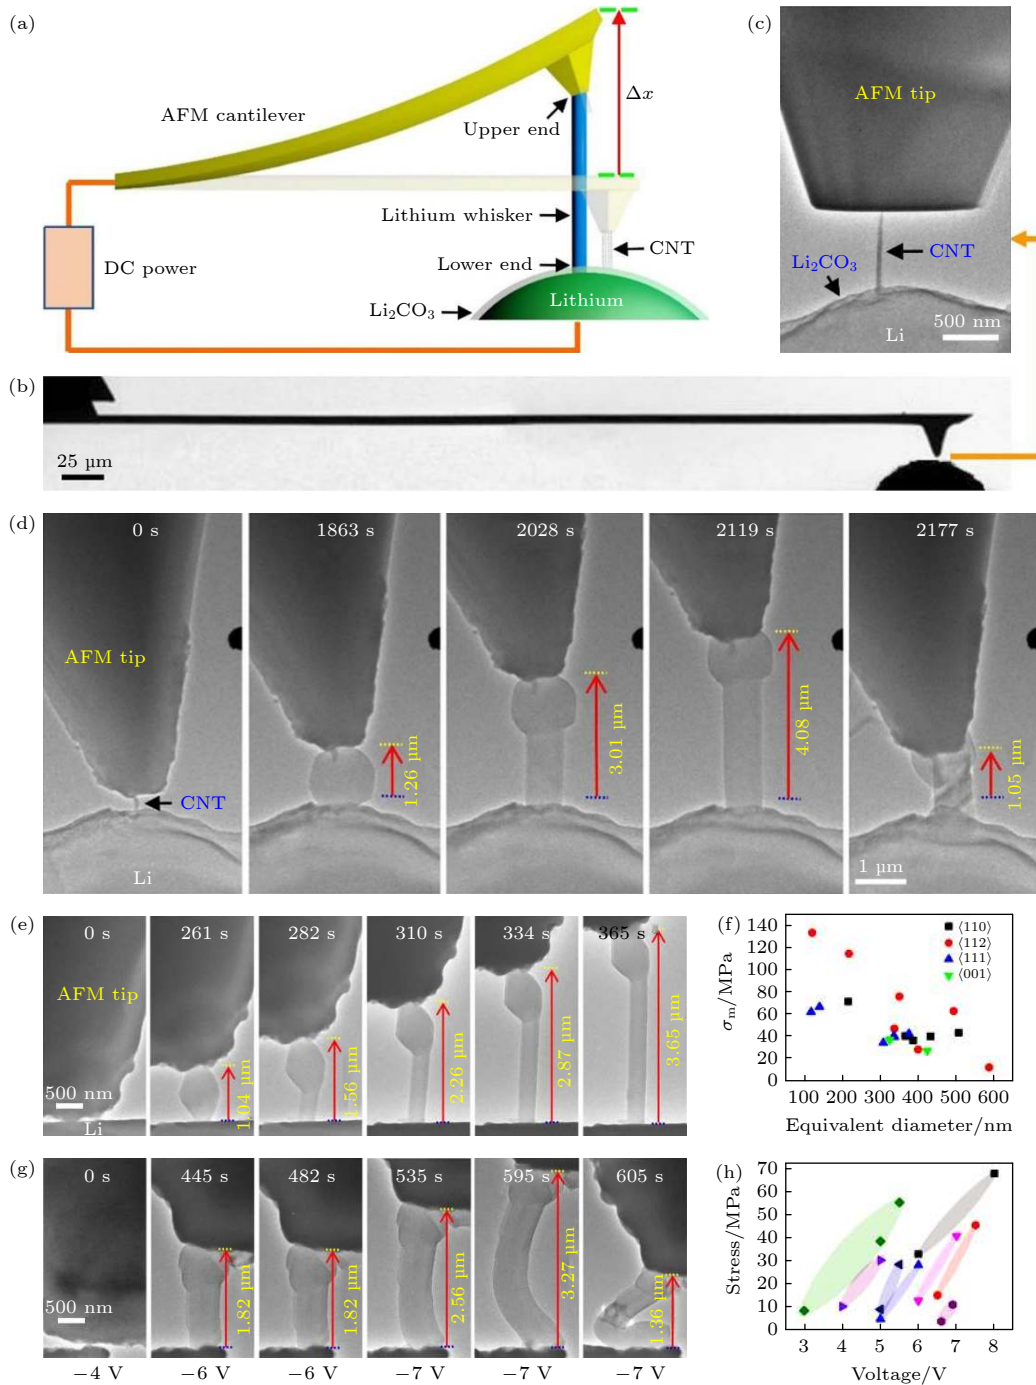 (a)
AFM cantilever
Upper end
Δx
Lithium whisker
CNT
DC power
Lower end
Li₂CO₃
Lithium
(c)
AFM tip
CNT
Li₂CO₃
Li
500 nm
(b)
25 μm
(d)
0 s
1863 s
2028 s
2119 s
2177 s
AFM tip
CNT
Li
1.26 μm
3.01 μm
4.08 μm
1.05 μm
1 μm
(e)
0 s
261 s
282 s
310 s
334 s
365 s
AFM tip
500 nm
Li
1.04 μm
1.56 μm
2.26 μm
2.87 μm
3.65 μm
(f)
σm/MPa
140
120
100
80
60
40
20
0
⟨110⟩
⟨112⟩
⟨111⟩
⟨001⟩
100 200 300 400 500 600
Equivalent diameter/nm
(g)
0 s
445 s
482 s
535 s
595 s
605 s
500 nm
1.82 μm
1.82 μm
2.56 μm
3.27 μm
1.36 μm
−4 V
−6 V
−6 V
−7 V
−7 V
−7 V
(h)
Stress/MPa
70
60
50
40
30
20
10
0
3 4 5 6 7 8
Voltage/V